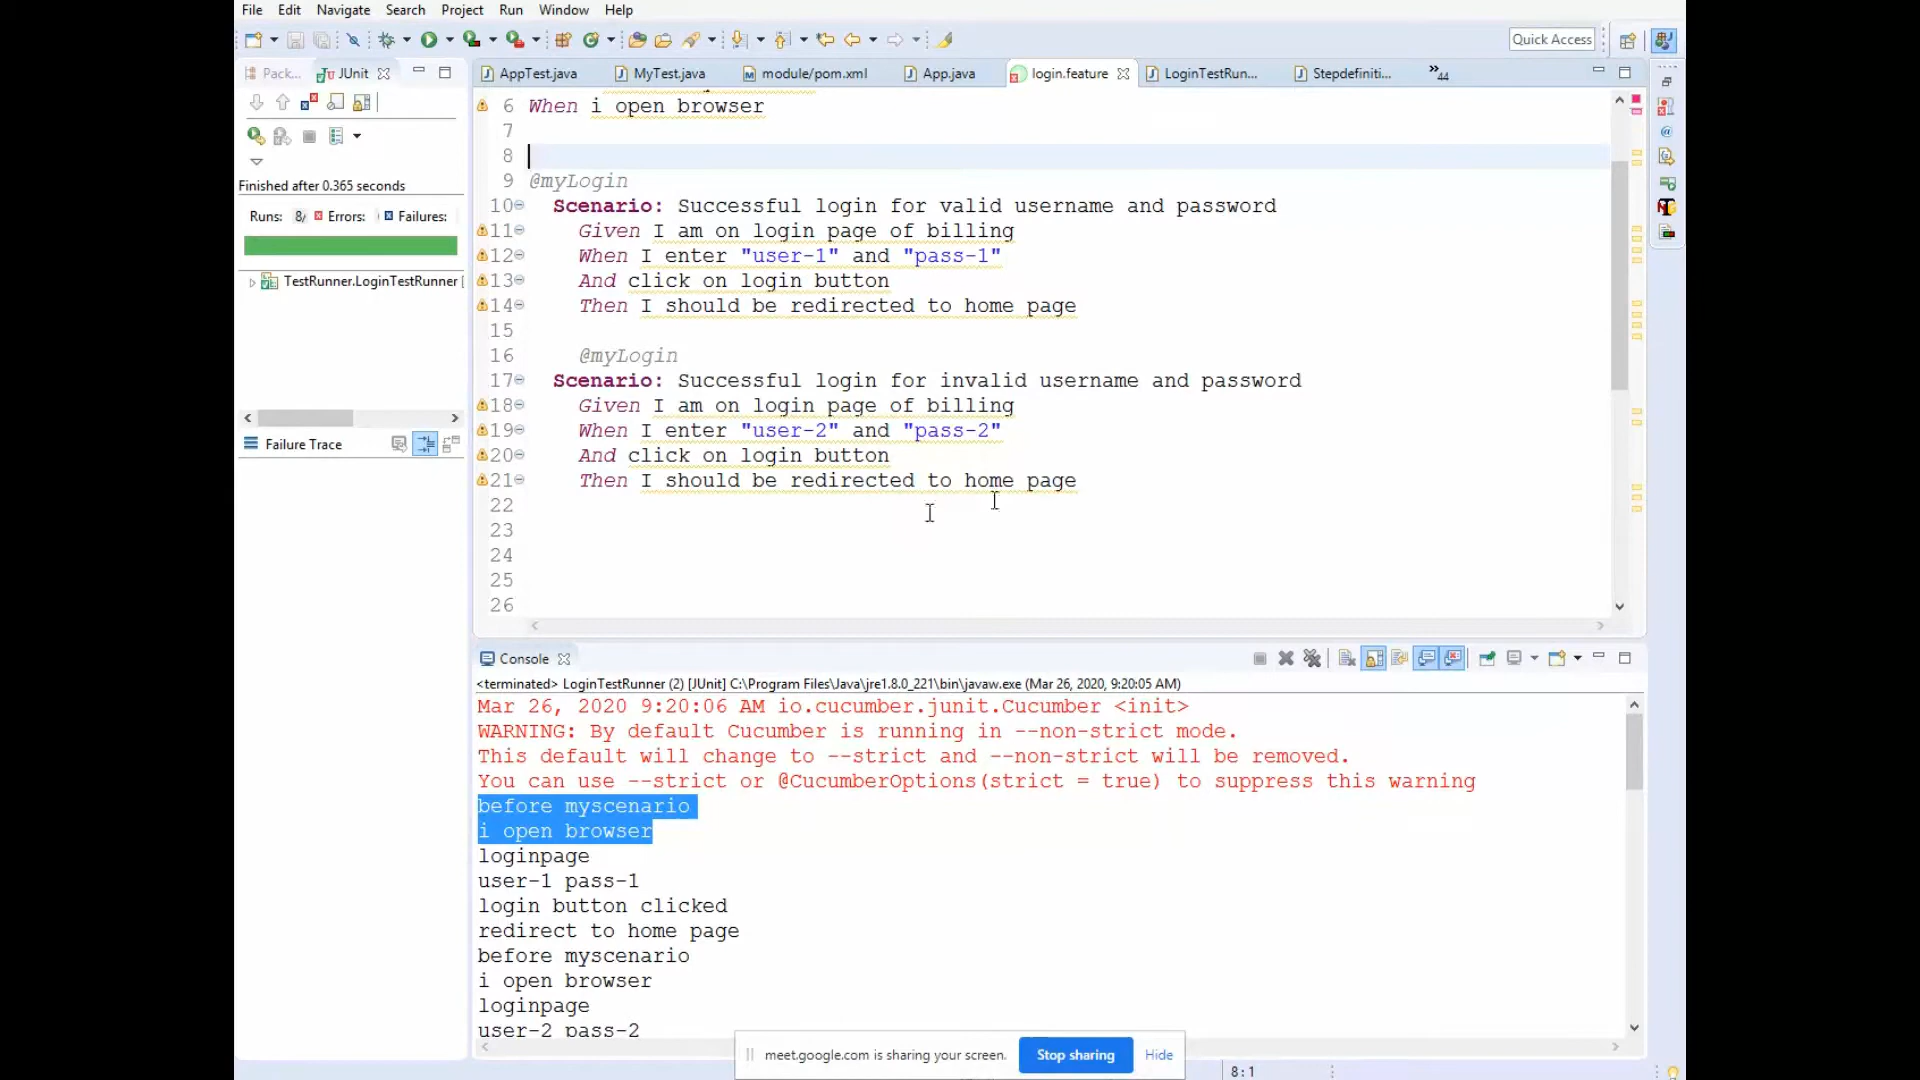 File Edit Navigate Search Project Run Window Help
Quick Access
Pack...
JUnit
AppTest.java
MyTest.java
module/pom.xml
App.java
login.feature
LoginTestRun...
Stepdefiniti...
»44
Finished after 0.365 seconds
Runs: 8/ Errors: Failures:
TestRunner.LoginTestRunner [
Failure Trace
6 When i open browser
7
8
9 @myLogin
10 Scenario: Successful login for valid username and password
11 Given I am on login page of billing
12 When I enter "user-1" and "pass-1"
13 And click on login button
14 Then I should be redirected to home page
15
16 @myLogin
17 Scenario: Successful login for invalid username and password
18 Given I am on login page of billing
19 When I enter "user-2" and "pass-2"
20 And click on login button
21 Then I should be redirected to home page
22
23
24
25
26
Console
<terminated> LoginTestRunner (2) [JUnit] C:\Program Files\Java\jre1.8.0_221\bin\javaw.exe (Mar 26, 2020, 9:20:05 AM)
Mar 26, 2020 9:20:06 AM io.cucumber.junit.Cucumber <init>
WARNING: By default Cucumber is running in --non-strict mode.
This default will change to --strict and --non-strict will be removed.
You can use --strict or @CucumberOptions(strict = true) to suppress this warning
before myscenario
i open browser
loginpage
user-1 pass-1
login button clicked
redirect to home page
before myscenario
i open browser
loginpage
user-2 pass-2
meet.google.com is sharing your screen.
Stop sharing
Hide
8 : 1